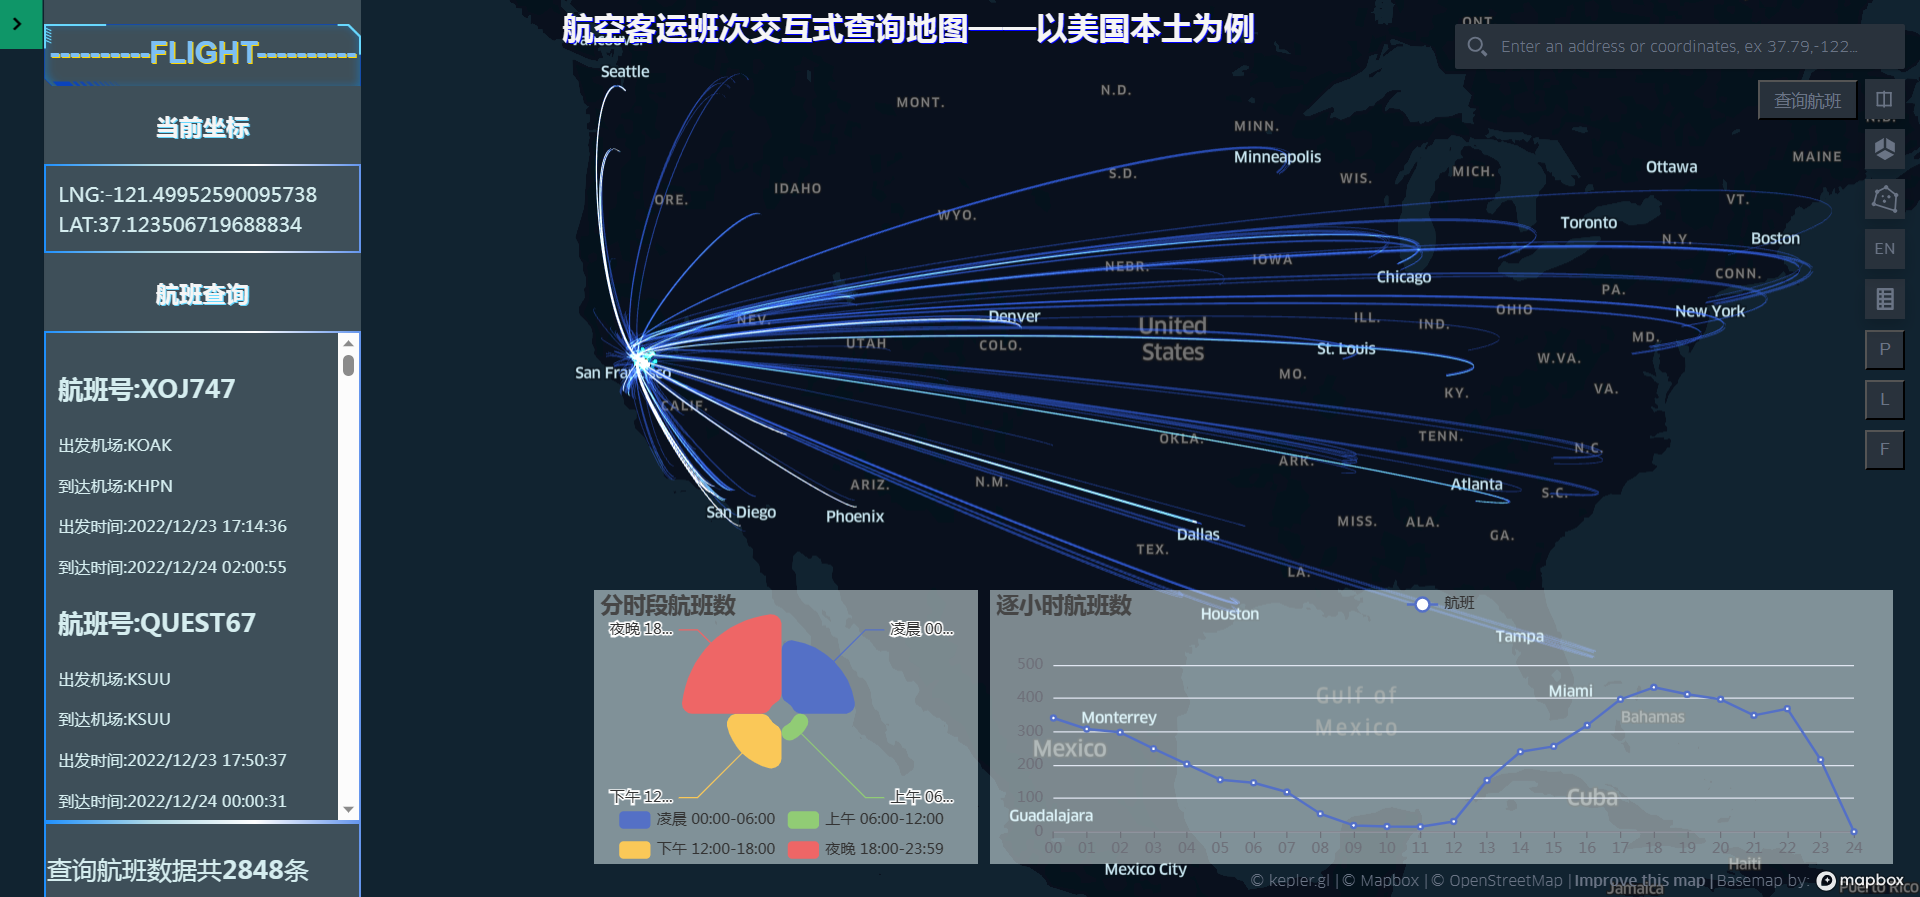 航空客运班次交互式查询地图——以美国本土为例
----------FLIGHT----------
当前坐标
LNG:-121.49952590095738
LAT:37.123506719688834
航班查询
航班号:XOJ747
出发机场:KOAK
到达机场:KHPN
出发时间:2022/12/23 17:14:36
到达时间:2022/12/24 02:00:55
航班号:QUEST67
出发机场:KSUU
到达机场:KSUU
出发时间:2022/12/23 17:50:37
到达时间:2022/12/24 00:00:31
查询航班数据共2848条
Enter an address or coordinates, ex 37.79,-122...
查询航班
EN
P
L
F
ONT.
Vancouver
Seattle
MONT.
N.D.
MINN.
Minneapolis
Ottawa
MAINE
N.B.
ORE.
IDAHO
S.D.
WIS.
MICH.
VT.
WYO.
Toronto
N.Y.
Boston
NEBR.
IOWA
Chicago
CONN.
PA.
NEV.
Denver
United
States
ILL.
IND.
OHIO
New York
UTAH
COLO.
St. Louis
MD.
W.VA.
San Francisco
MO.
KY.
VA.
CALIF.
OKLA.
TENN.
N.C.
ARK.
ARIZ.
N.M.
Atlanta
S.C.
San Diego
Phoenix
MISS.
ALA.
GA.
Dallas
TEX.
LA.
Houston
Tampa
Miami
Gulf of
Mexico
Monterrey
Bahamas
Mexico
Cuba
Guadalajara
Mexico City
Haiti
Jamaica
Puerto Rico
分时段航班数
夜晚 18...
凌晨 00...
下午 12...
上午 06...
凌晨 00:00-06:00
上午 06:00-12:00
下午 12:00-18:00
夜晚 18:00-23:59
逐小时航班数
航班
500
400
300
200
100
0
00 01 02 03 04 05 06 07 08 09 10 11 12 13 14 15 16 17 18 19 20 21 22 23 24
© kepler.gl | © Mapbox | © OpenStreetMap | Improve this map | Basemap by: mapbox